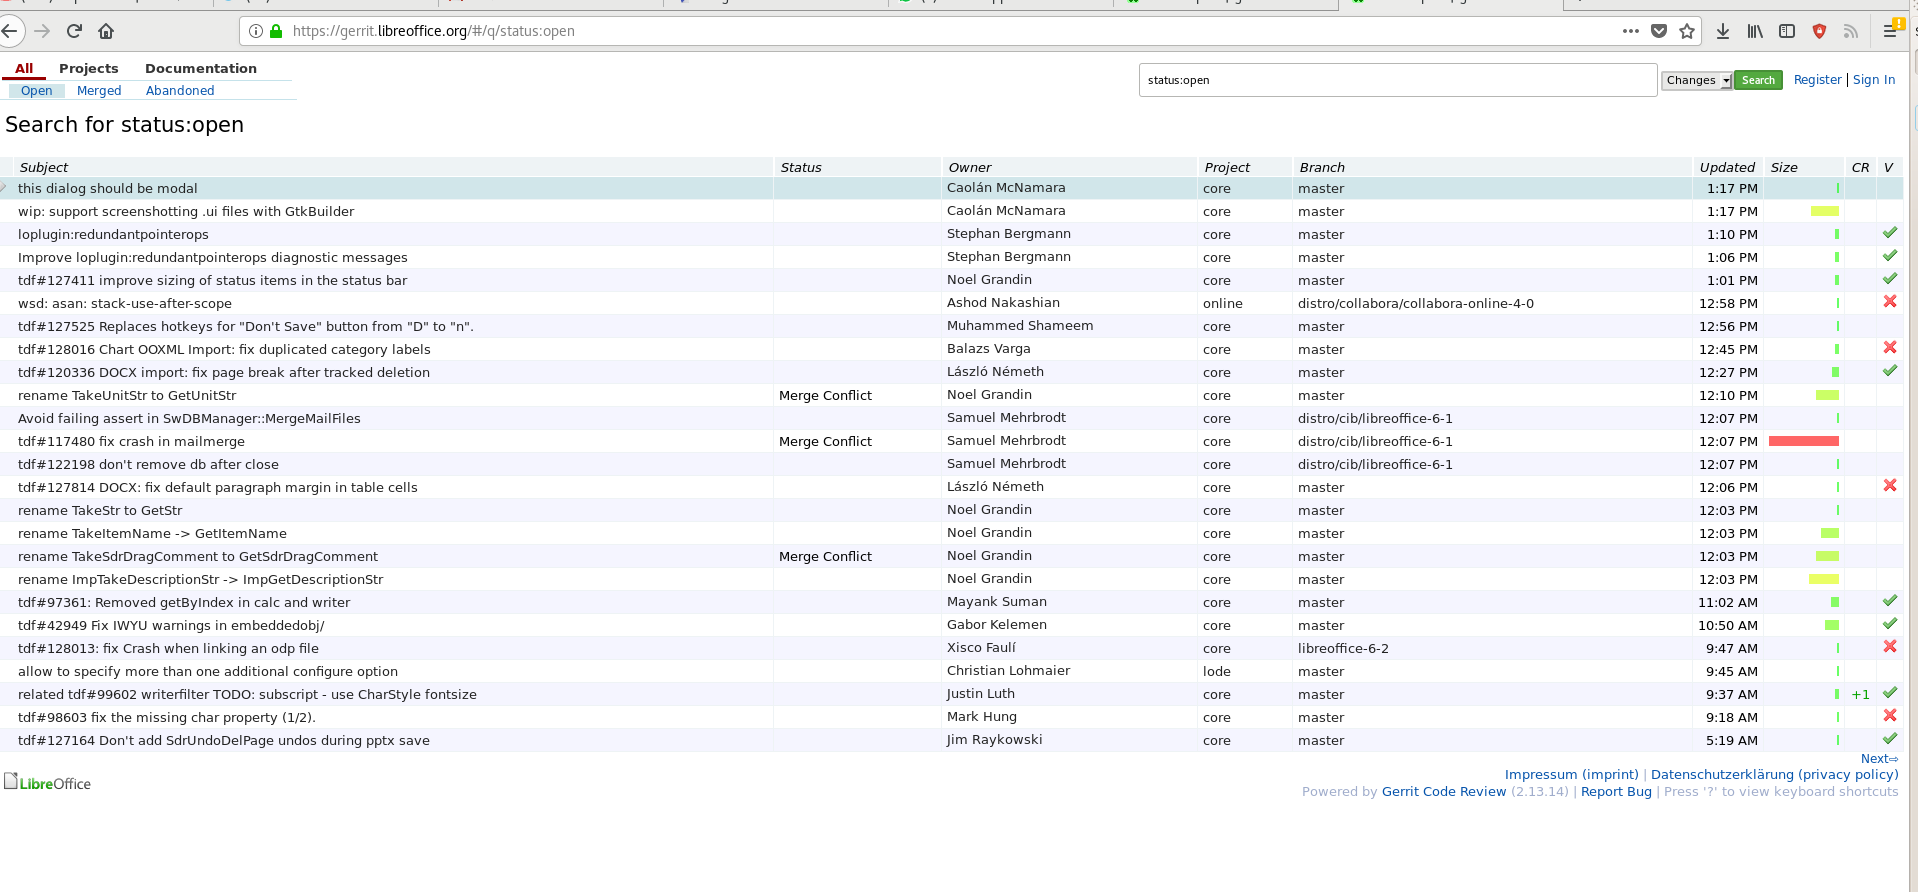 https://gerrit.libreoffice.org/#/q/status:open
All Projects Documentation
Open Merged Abandoned
status:open Changes Search Register | Sign In
Search for status:open
Subject Status Owner Project Branch Updated Size CR V
this dialog should be modal Caolán McNamara core master 1:17 PM
wip: support screenshotting .ui files with GtkBuilder Caolán McNamara core master 1:17 PM
loplugin:redundantpointerops Stephan Bergmann core master 1:10 PM
Improve loplugin:redundantpointerops diagnostic messages Stephan Bergmann core master 1:06 PM
tdf#127411 improve sizing of status items in the status bar Noel Grandin core master 1:01 PM
wsd: asan: stack-use-after-scope Ashod Nakashian online distro/collabora/collabora-online-4-0 12:58 PM
tdf#127525 Replaces hotkeys for "Don't Save" button from "D" to "n". Muhammed Shameem core master 12:56 PM
tdf#128016 Chart OOXML Import: fix duplicated category labels Balazs Varga core master 12:45 PM
tdf#120336 DOCX import: fix page break after tracked deletion László Németh core master 12:27 PM
rename TakeUnitStr to GetUnitStr Merge Conflict Noel Grandin core master 12:10 PM
Avoid failing assert in SwDBManager::MergeMailFiles Samuel Mehrbrodt core distro/cib/libreoffice-6-1 12:07 PM
tdf#117480 fix crash in mailmerge Merge Conflict Samuel Mehrbrodt core distro/cib/libreoffice-6-1 12:07 PM
tdf#122198 don't remove db after close Samuel Mehrbrodt core distro/cib/libreoffice-6-1 12:07 PM
tdf#127814 DOCX: fix default paragraph margin in table cells László Németh core master 12:06 PM
rename TakeStr to GetStr Noel Grandin core master 12:03 PM
rename TakeItemName -> GetItemName Noel Grandin core master 12:03 PM
rename TakeSdrDragComment to GetSdrDragComment Merge Conflict Noel Grandin core master 12:03 PM
rename ImpTakeDescriptionStr -> ImpGetDescriptionStr Noel Grandin core master 12:03 PM
tdf#97361: Removed getByIndex in calc and writer Mayank Suman core master 11:02 AM
tdf#42949 Fix IWYU warnings in embeddedobj/ Gabor Kelemen core master 10:50 AM
tdf#128013: fix Crash when linking an odp file Xisco Faulí core libreoffice-6-2 9:47 AM
allow to specify more than one additional configure option Christian Lohmaier lode master 9:45 AM
related tdf#99602 writerfilter TODO: subscript - use CharStyle fontsize Justin Luth core master 9:37 AM +1
tdf#98603 fix the missing char property (1/2). Mark Hung core master 9:18 AM
tdf#127164 Don't add SdrUndoDelPage undos during pptx save Jim Raykowski core master 5:19 AM
Next⇨
LibreOffice Impressum (imprint) | Datenschutzerklärung (privacy policy)
Powered by Gerrit Code Review (2.13.14) | Report Bug | Press '?' to view keyboard shortcuts